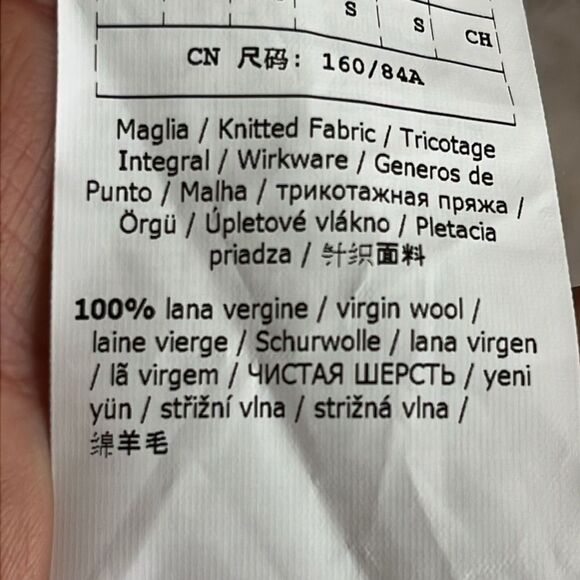 S S CH
CN 尺码: 160/84A
Maglia / Knitted Fabric / Tricotage
Integral / Wirkware / Generos de
Punto / Malha / трикотажная пряжа /
Örgü / Úpletové vlákno / Pletacia
priadza / 针织面料
100% lana vergine / virgin wool /
laine vierge / Schurwolle / lana virgen
/ lã virgem / ЧИСТАЯ ШЕРСТЬ / yeni
yün / střižní vlna / strižná vlna /
绵羊毛